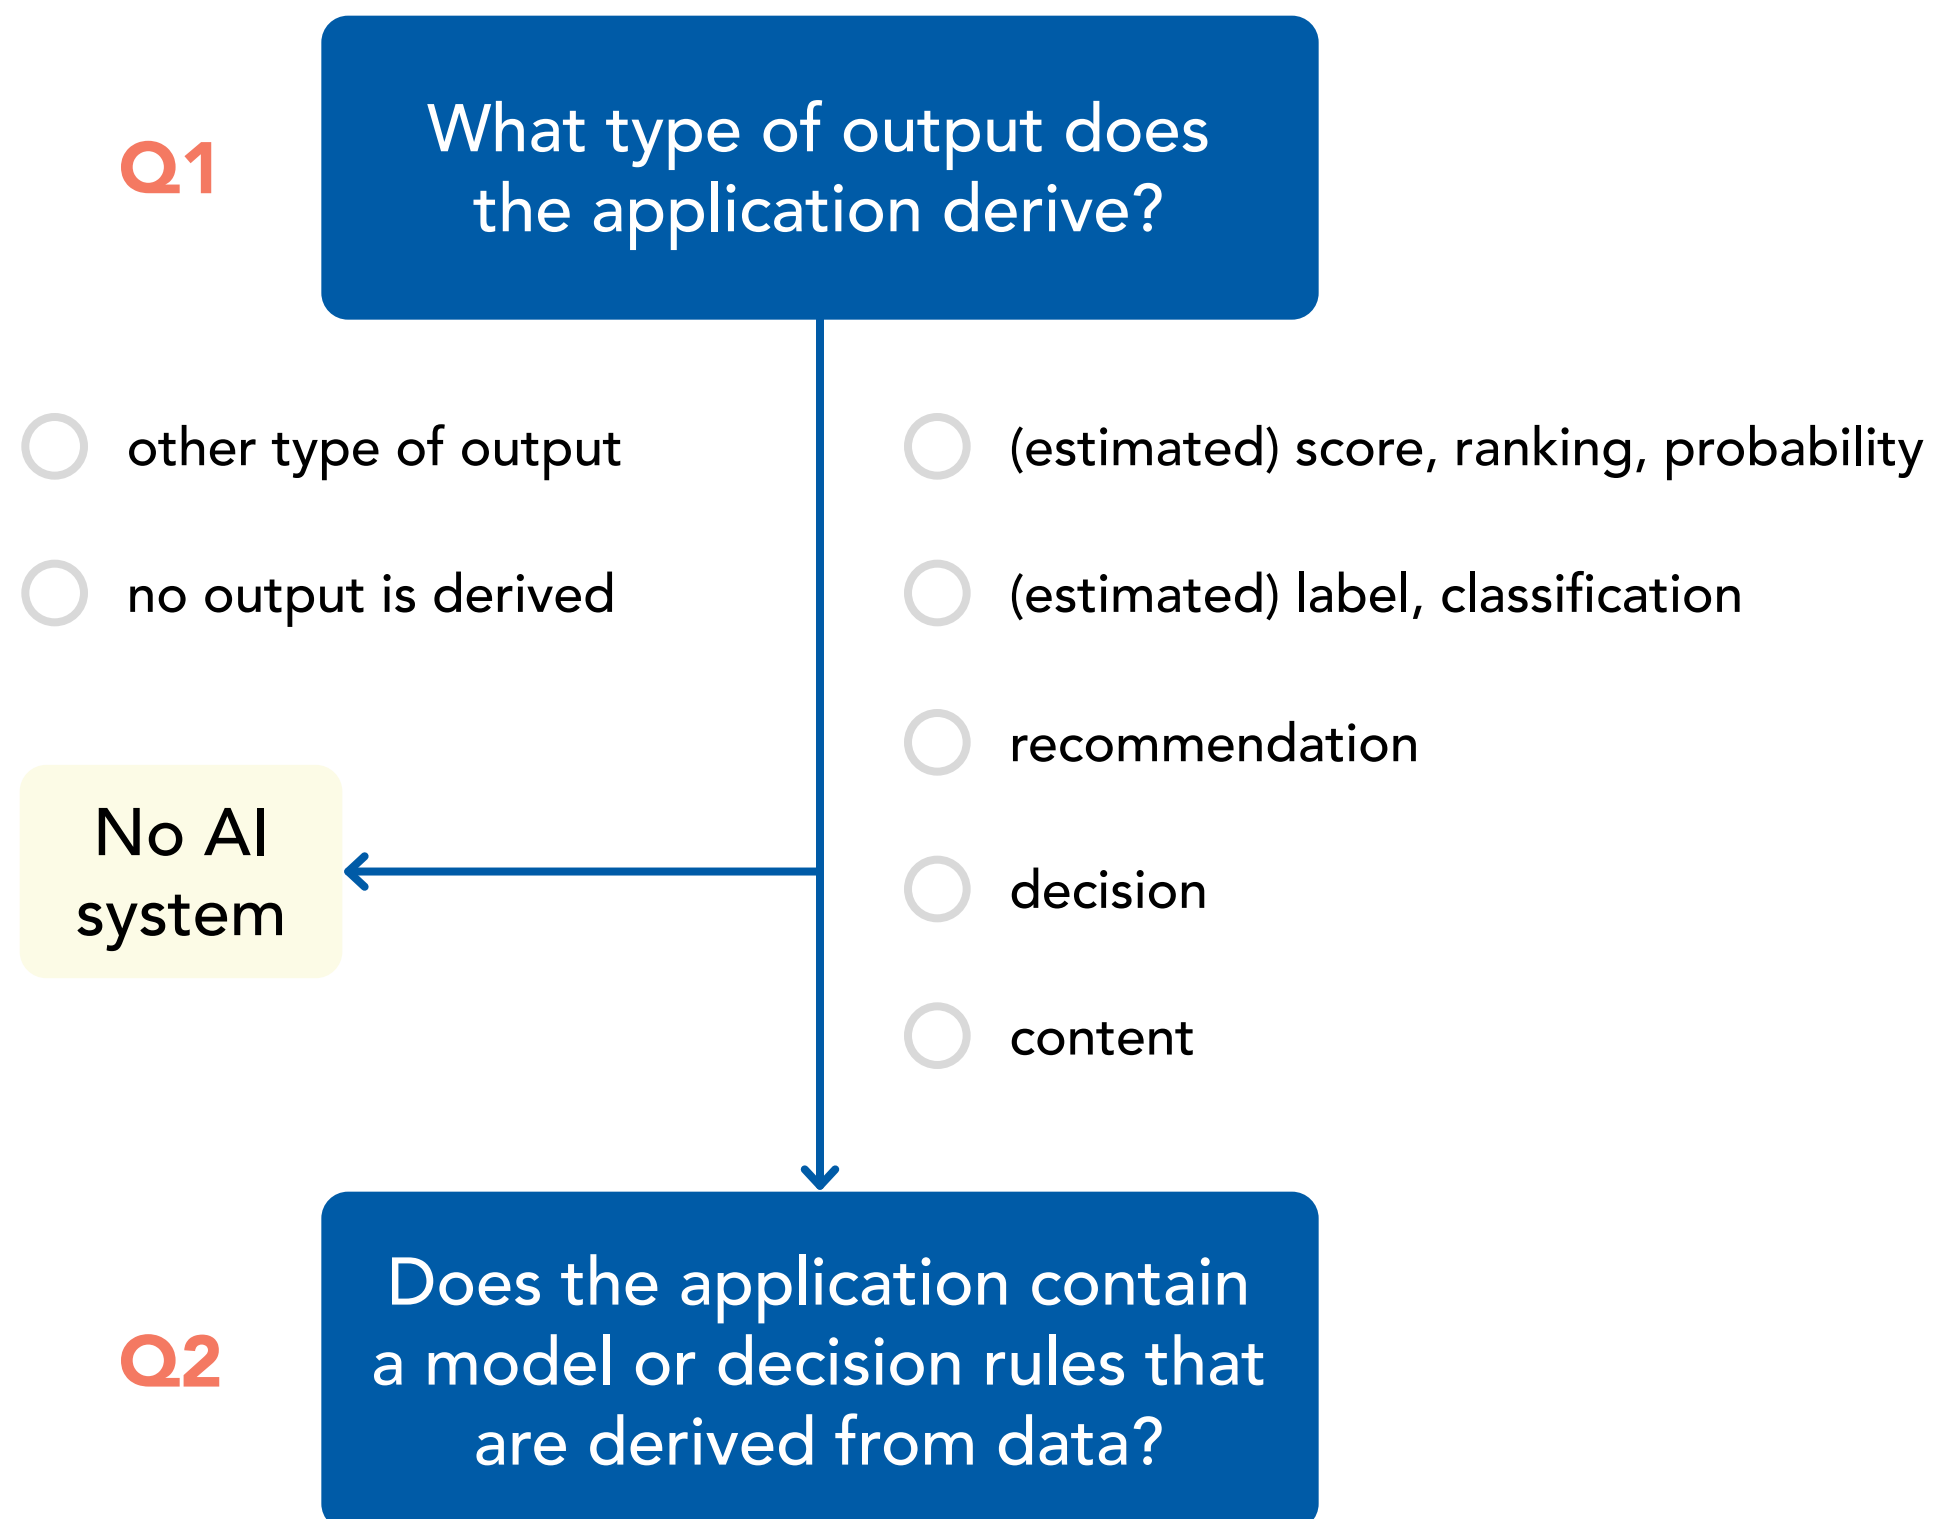 Q1
What type of output does
the application derive?
other type of output
no output is derived
(estimated) score, ranking, probability
(estimated) label, classification
recommendation
decision
content
No AI
system
Q2
Does the application contain
a model or decision rules that
are derived from data?